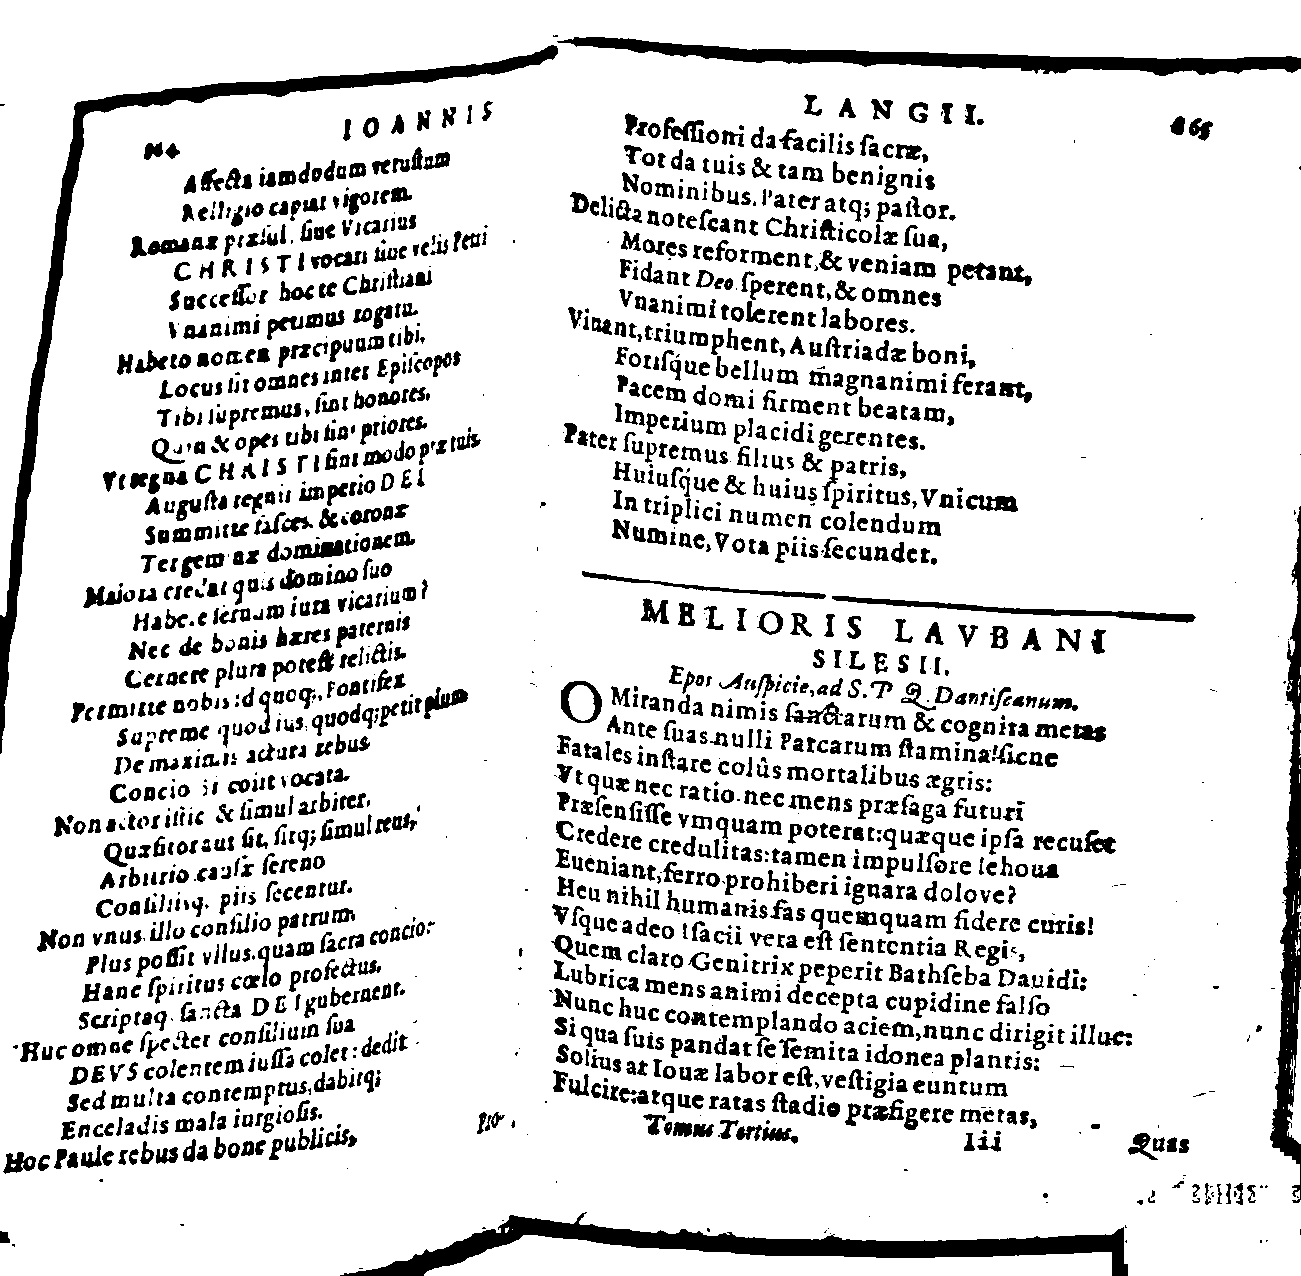 IOANNIS
Affecta iamdudum vetustam
Relligio capiat vigorem.
Romanæ præsul, siue Vicarius
CHRISTI vocari siue velis Petri
Successor hoc te Christiani
Vnanimi petimus rogatu.
Habeto nomen præcipuum tibi,
Locus sit omnes inter Episcopos
Tibi supremus, sint honores,
Quin & opes tibi sint priores.
Vt regna CHRISTI sint modo præ tuis,
Augusta regnis imperio DEI
Summitte fasces, & coronæ
Tergeminæ dominationem.
Maiora credat quis domino suo
Habere seruum iura vicarium?
Nec de bonis hæres paternis
Cernere plura potest relictis.
Permitte nobis id quoq;, Pontifex
Supreme quod ius, quodq; petit plum
De maximis actura rebus
Concio sit coiit vocata.
Non actor istic & simul arbiter,
Quæsitor aut sit, sitq; simul reus,
Arbitrio causæ sereno
Consiliisq. piis secentur.
Non vnus illo consilio patrum
Plus possit vllus, quam sacra concio:
Hanc spiritus cœlo profectus,
Scriptaq. sancta DEI gubernent.
Huc omne spectet consilium sua
DEVS colentem iussa colet: dedit
Sed multa contemptus, dabitq;
Enceladis mala iurgiosis.
Hoc Paule rebus da bone publicis,
Pro-
LANGII.
865
Professioni da facilis sacræ,
Tot da tuis & tam benignis
Nominibus. Pater atq; pastor.
Delicta notescant Christicolæ sua,
Mores reforment, & veniam petant,
Fidant Deo sperent, & omnes
Vnanimi tolerent labores.
Viuant, triumphent, Austriadæ boni,
Fortisq́ue bellum magnanimi ferant,
Pacem domi firment beatam,
Imperium placidi gerentes.
Pater supremus filius & patris,
Huiusq́ue & huius spiritus, Vnicum
In triplici numen colendum
Numine, Vota piis secundet.
MELIORIS LAVBANI
SILESII.
Epos Auspicie, ad S. P. Q. Dantiscanum.
O Miranda nimis sanctarum & cognita metas
Ante suas nulli Parcarum stamina! siccne
Fatales instare colûs mortalibus ægris:
Vt quæ nec ratio nec mens præsaga futurî
Præsensisse vmquam poterat: quæque ipsa recuset
Credere credulitas: tamen impulsore Iehoua
Eueniant, ferro prohiberi ignara dolove?
Heu nihil humanis fas quemquam fidere curis!
Vsque adeo Isacii vera est sententia Regis,
Quem claro Genitrix peperit Bathseba Dauidi:
Lubrica mens animi decepta cupidine falso
Nunc huc contemplando aciem, nunc dirigit illuc:
Si qua suis pandat se semita idonea plantis:
Solius at Iouæ labor est, vestigia euntum
Fulcire: atque ratas stadio præfigere metas,
Tomus Tertius.
Iii
Quas